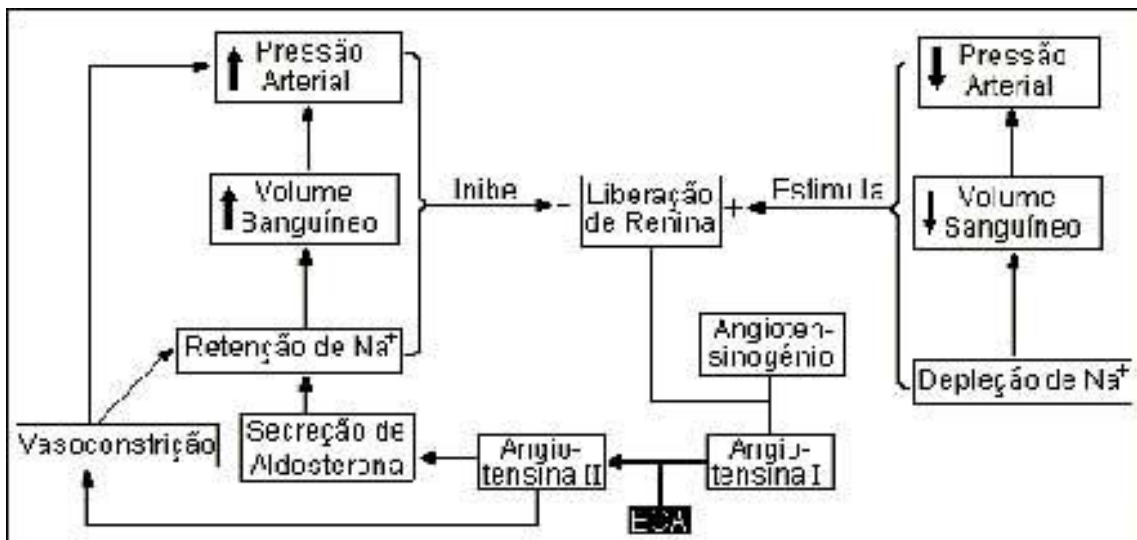 Pressão
Arterial
Volume
Sanguíneo
Retenção de Na+
Vasoconstrição
Secreção de
Aldosterona
Inibe
-
Liberação
de Renina
+
Estimula
Angioten-
sinogênio
Angio-
tensina II
Angio-
tensina I
ECA
Pressão
Arterial
Volume
Sanguíneo
Depleção de Na+